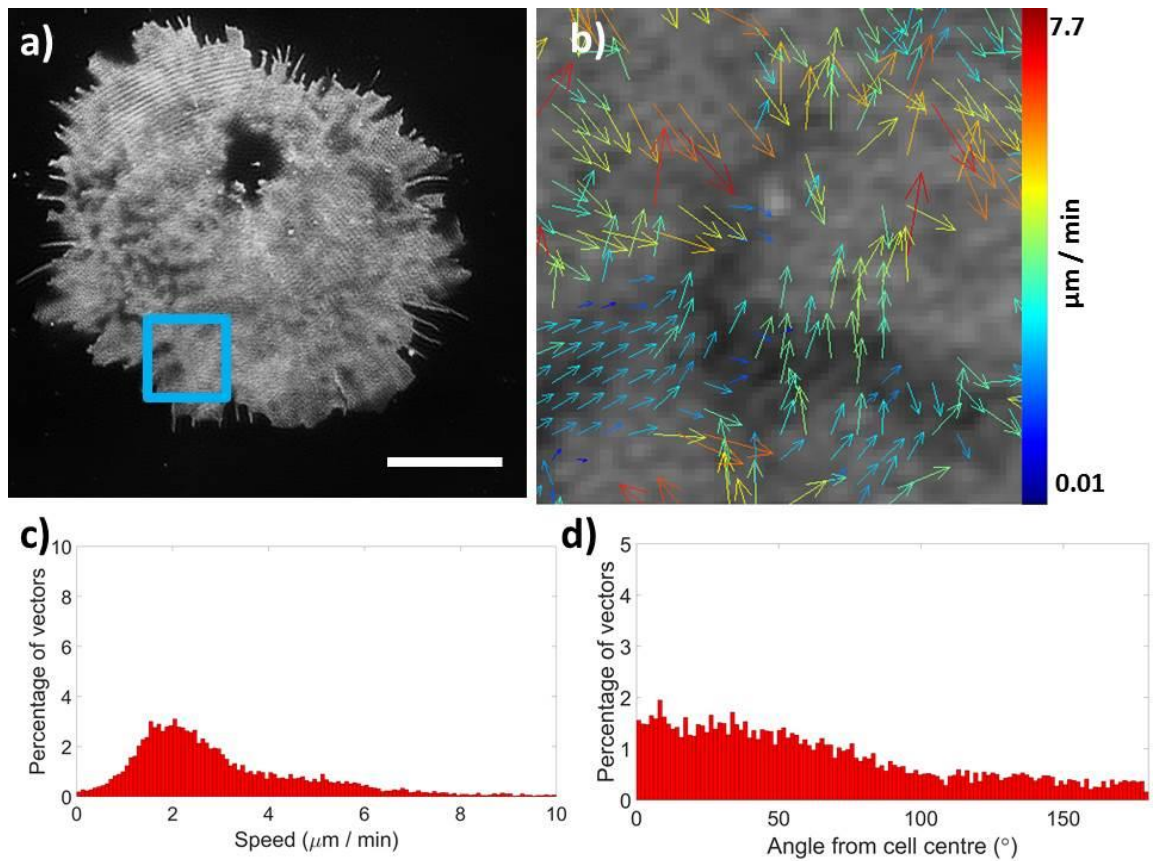 a)
b)
7.7
μm / min
0.01
c)
10
8
6
4
2
0
Percentage of vectors
0 2 4 6 8 10
Speed (μm / min)
d)
5
4
3
2
1
0
Percentage of vectors
0 50 100 150
Angle from cell centre (°)